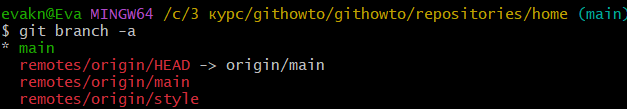 evakn@Eva MINGW64 /c/3 курс/githowto/githowto/repositories/home (main)
$ git branch -a
* main
  remotes/origin/HEAD -> origin/main
  remotes/origin/main
  remotes/origin/style